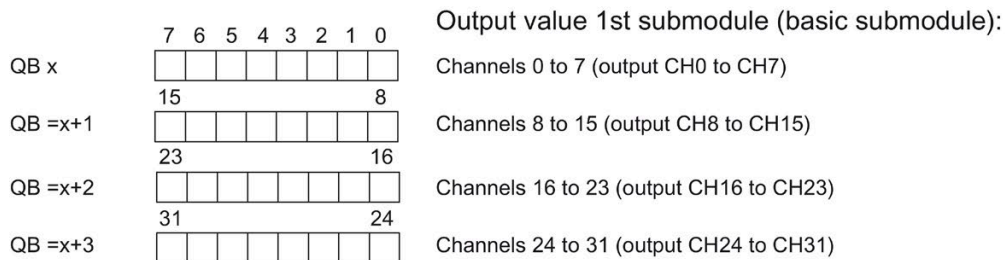 Output value 1st submodule (basic submodule):
7 6 5 4 3 2 1 0
QB x Channels 0 to 7 (output CH0 to CH7)
15 8
QB =x+1 Channels 8 to 15 (output CH8 to CH15)
23 16
QB =x+2 Channels 16 to 23 (output CH16 to CH23)
31 24
QB =x+3 Channels 24 to 31 (output CH24 to CH31)